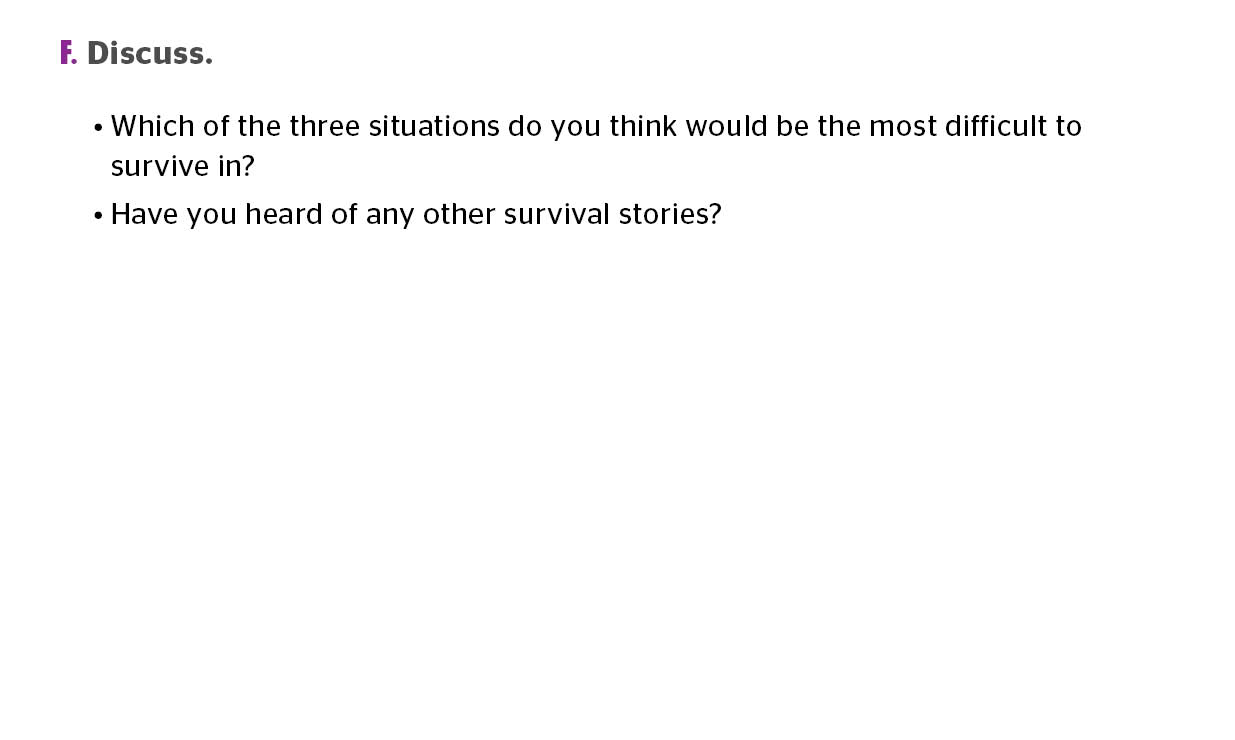 F. Discuss.
• Which of the three situations do you think would be the most difficult to
survive in?
• Have you heard of any other survival stories?